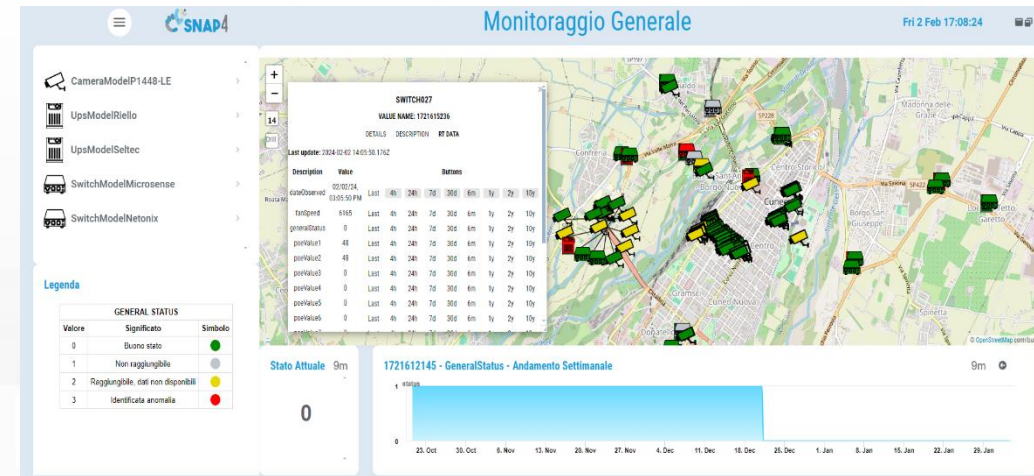 SNAP4
Monitoraggio Generale
Fri 2 Feb 17:08:24
CameraModelP1448-LE
UpsModelRiello
UpsModelSeltec
SwitchModelMicrosense
SwitchModelNetonix
Legenda
GENERAL STATUS
Valore Significato Simbolo
0 Buono stato
1 Non raggiungibile
2 Raggiungibile, dati non disponibili
3 Identificata anomalia
+
−
14
SWITCH027
VALUE NAME: 1721615236
DETAILS DESCRIPTION RT DATA
Last update: 2024-02-02 14:05:50.176Z
Description Value Buttons
dateObserved 02/02/24, 03:05:50 PM Last 4h 24h 7d 30d 6m 1y 2y 10y
fanSpeed 6165 Last 4h 24h 7d 30d 6m 1y 2y 10y
generalStatus 0 Last 4h 24h 7d 30d 6m 1y 2y 10y
poeValue1 48 Last 4h 24h 7d 30d 6m 1y 2y 10y
poeValue2 48 Last 4h 24h 7d 30d 6m 1y 2y 10y
poeValue3 0 Last 4h 24h 7d 30d 6m 1y 2y 10y
poeValue4 0 Last 4h 24h 7d 30d 6m 1y 2y 10y
poeValue5 0 Last 4h 24h 7d 30d 6m 1y 2y 10y
poeValue6 0 Last 4h 24h 7d 30d 6m 1y 2y 10y
SP228
Madonna delle
Grazie
Confreria
Centro Storico
Borgo San
Giuseppe
SP422
Gramsci
Cuneo Nuova
Donatello
Spinetta
© OpenStreetMap
Stato Attuale 9m
0
1721612145 - GeneralStatus - Andamento Settimanale 9m
status
1
0
23. Oct 30. Oct 6. Nov 13. Nov 20. Nov 27. Nov 4. Dec 11. Dec 18. Dec 25. Dec 1. Jan 8. Jan 15. Jan 22. Jan 29. Jan